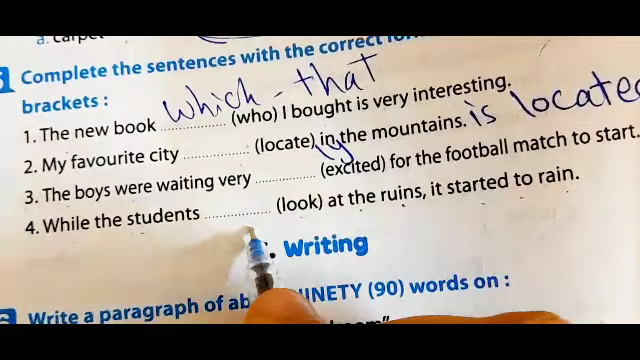 a. carpet
Complete the sentences with the correct
brackets :
which - that
1. The new book .................... (who) I bought is very interesting.
2. My favourite city .................... (locate) in the mountains. is located
ly
3. The boys were waiting very .................... (excited) for the football match to start.
4. While the students .................... (look) at the ruins, it started to rain.
Writing
Write a paragraph of NINETY (90) words on :